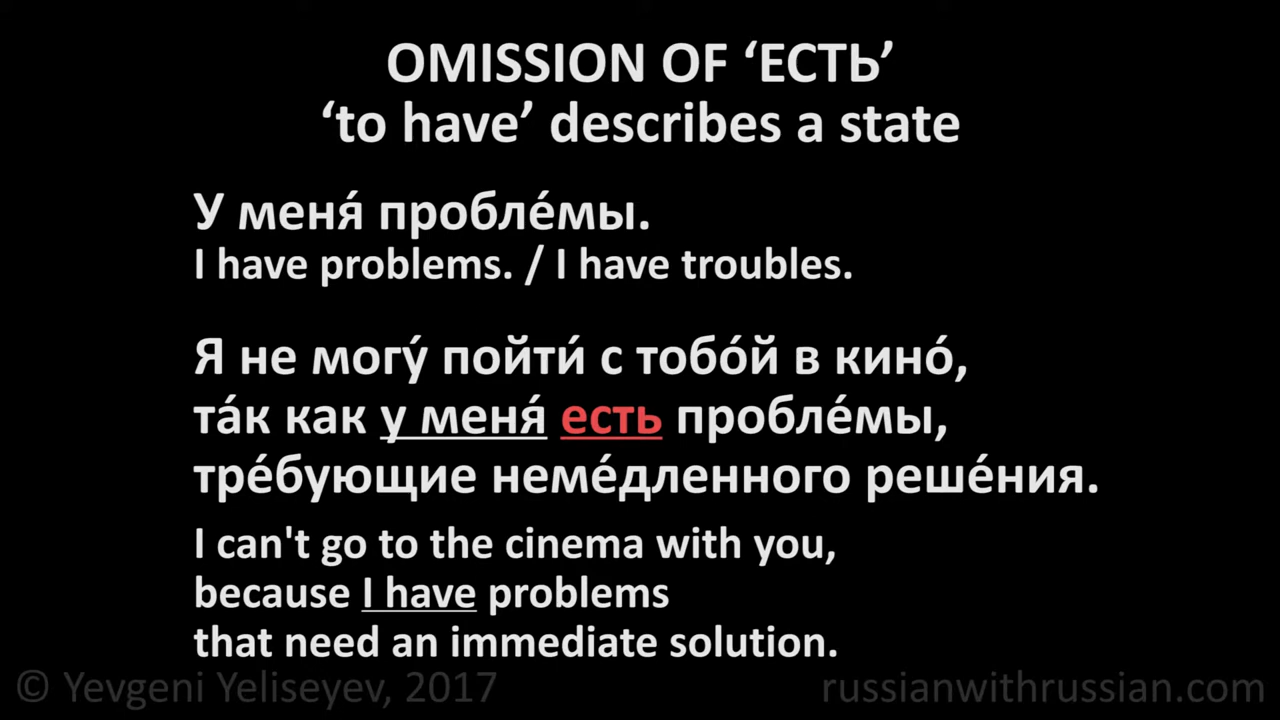 OMISSION OF ‘ЕСТЬ’
‘to have’ describes a state
У меня́ пробле́мы.
I have problems. / I have troubles.
Я не могу́ пойти́ с тобо́й в кино́,
та́к как у меня́ есть пробле́мы,
тре́бующие неме́дленного реше́ния.
I can't go to the cinema with you,
because I have problems
that need an immediate solution.
© Yevgeni Yeliseyev, 2017
russianwithrussian.com